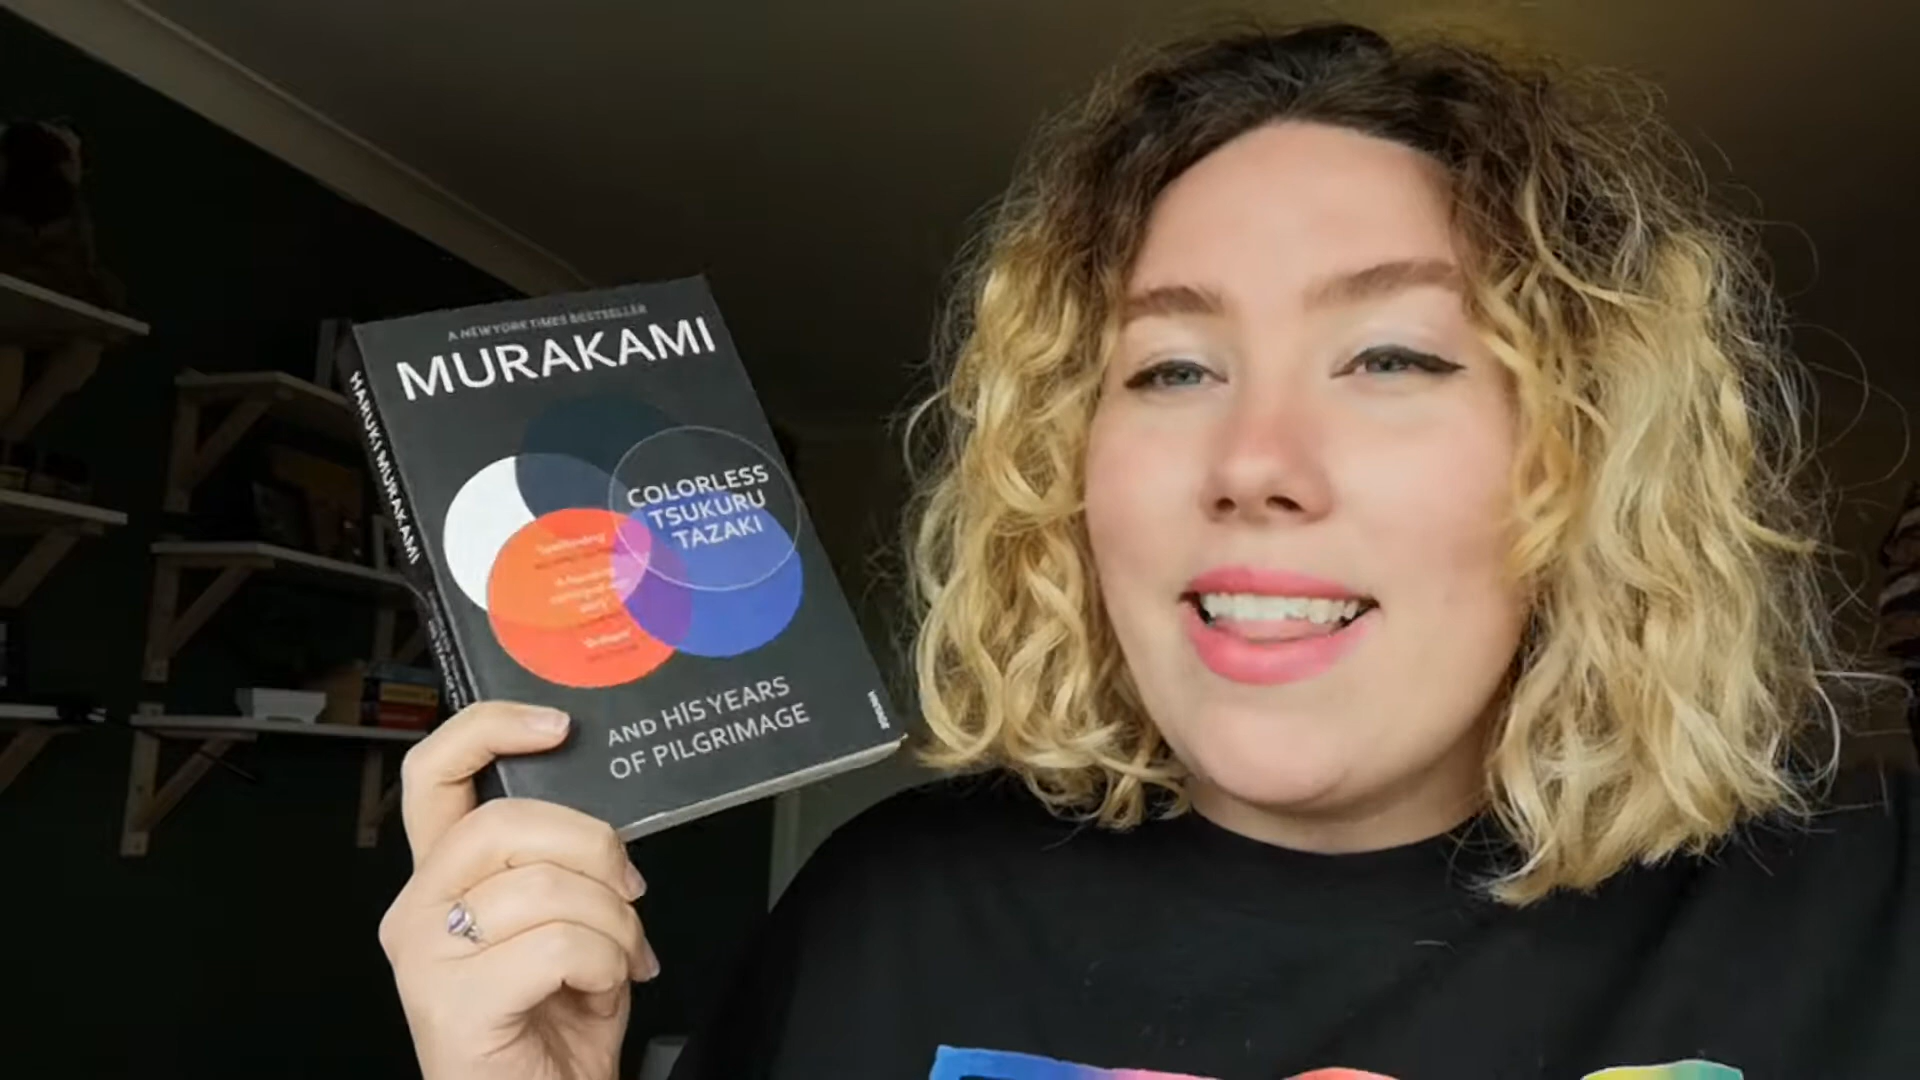 A NEW YORK TIMES BESTSELLER
MURAKAMI
COLORLESS
TSUKURU
TAZAKI
AND HIS YEARS
OF PILGRIMAGE
HARUKI MURAKAMI